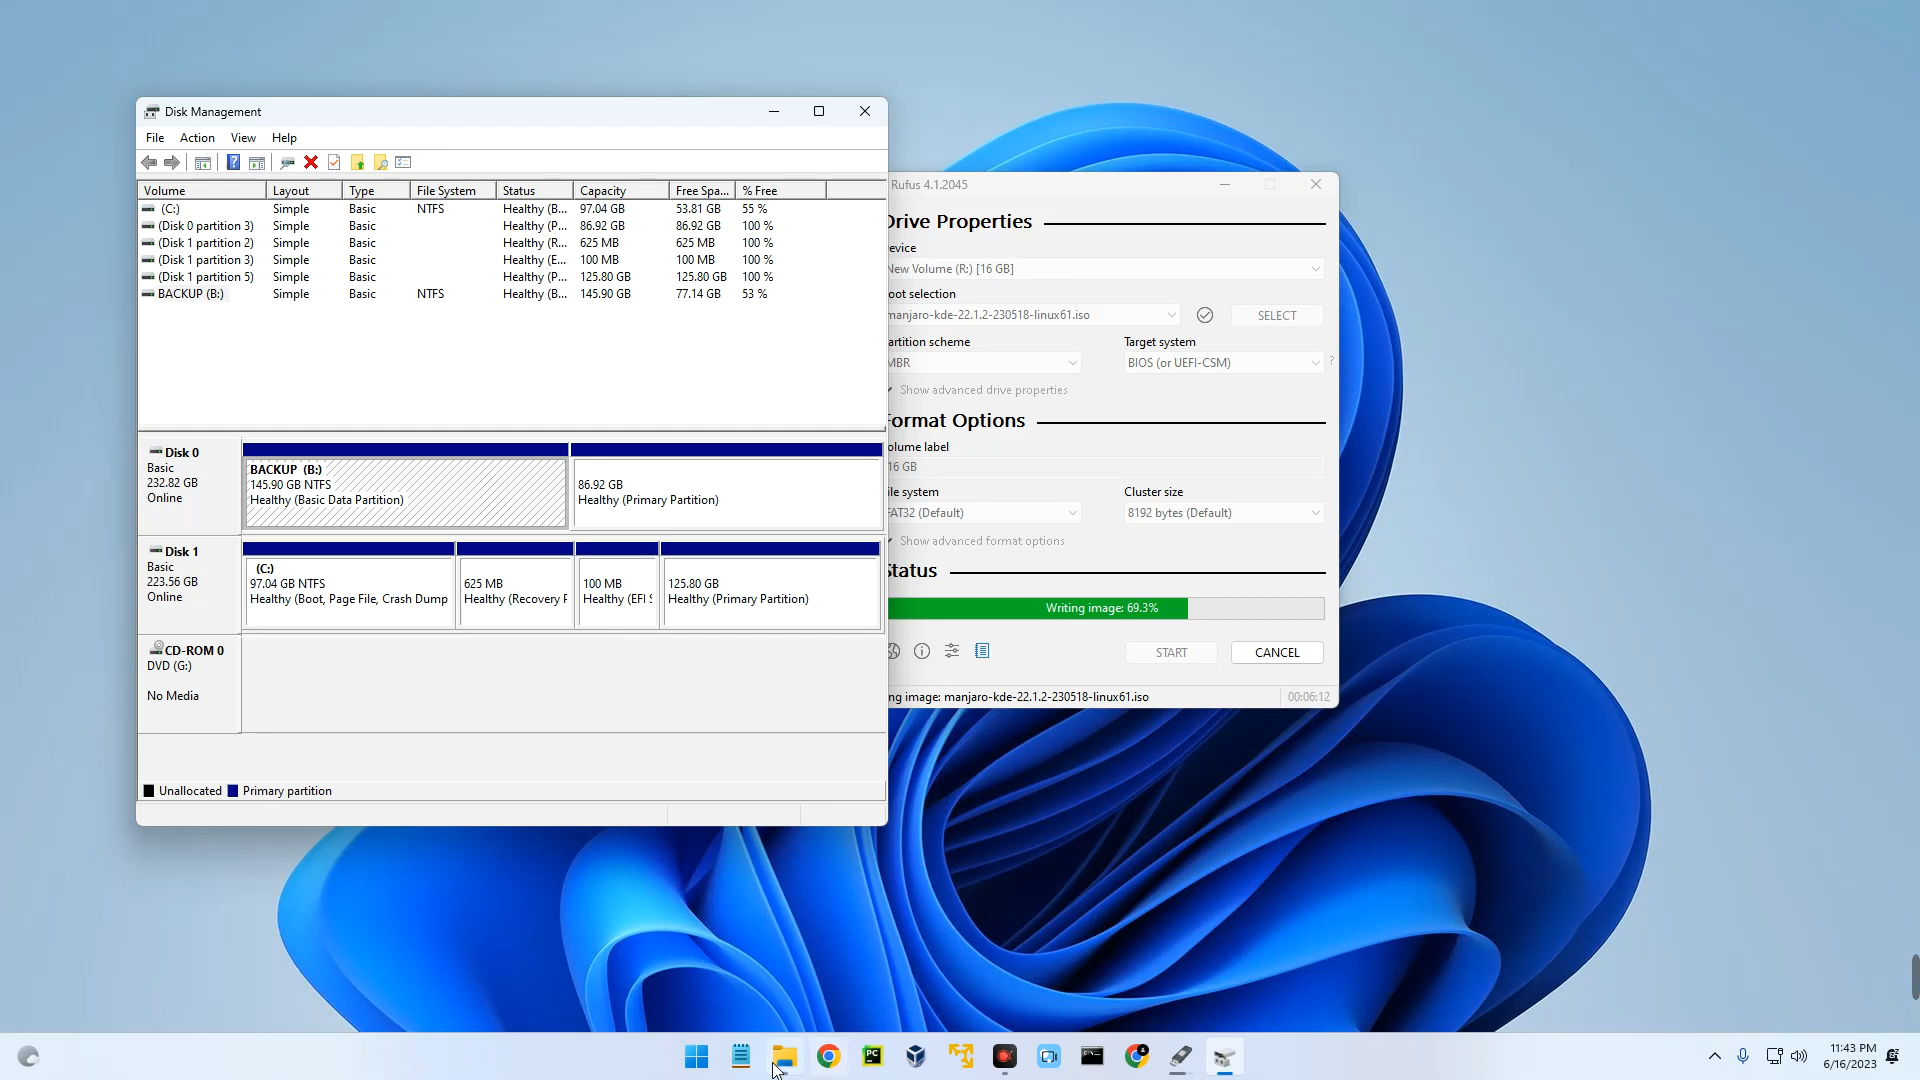 Disk Management
File Action View Help
Volume Layout Type File System Status Capacity Free Spa... % Free
(C:) Simple Basic NTFS Healthy (B... 97.04 GB 53.81 GB 55 %
(Disk 0 partition 3) Simple Basic Healthy (P... 86.92 GB 86.92 GB 100 %
(Disk 1 partition 2) Simple Basic Healthy (R... 625 MB 625 MB 100 %
(Disk 1 partition 3) Simple Basic Healthy (E... 100 MB 100 MB 100 %
(Disk 1 partition 5) Simple Basic Healthy (P... 125.80 GB 125.80 GB 100 %
BACKUP (B:) Simple Basic NTFS Healthy (B... 145.90 GB 77.14 GB 53 %
Disk 0
Basic
232.82 GB
Online
BACKUP (B:)
145.90 GB NTFS
Healthy (Basic Data Partition)
86.92 GB
Healthy (Primary Partition)
Disk 1
Basic
223.56 GB
Online
(C:)
97.04 GB NTFS
Healthy (Boot, Page File, Crash Dump
625 MB
Healthy (Recovery P
100 MB
Healthy (EFI S
125.80 GB
Healthy (Primary Partition)
CD-ROM 0
DVD (G:)
No Media
Unallocated Primary partition
Rufus 4.1.2045
Drive Properties
evice
New Volume (R:) [16 GB]
oot selection
manjaro-kde-22.1.2-230518-linux61.iso
SELECT
artition scheme Target system
MBR BIOS (or UEFI-CSM) ?
Show advanced drive properties
Format Options
olume label
16 GB
ile system Cluster size
FAT32 (Default) 8192 bytes (Default)
Show advanced format options
Status
Writing image: 69.3%
START CANCEL
ng image: manjaro-kde-22.1.2-230518-linux61.iso 00:06:12
PC
11:43 PM
6/16/2023